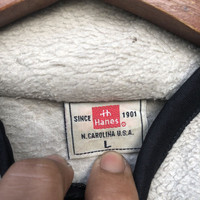 SINCE Hanes 1901
N.CAROLINA U.S.A.
L